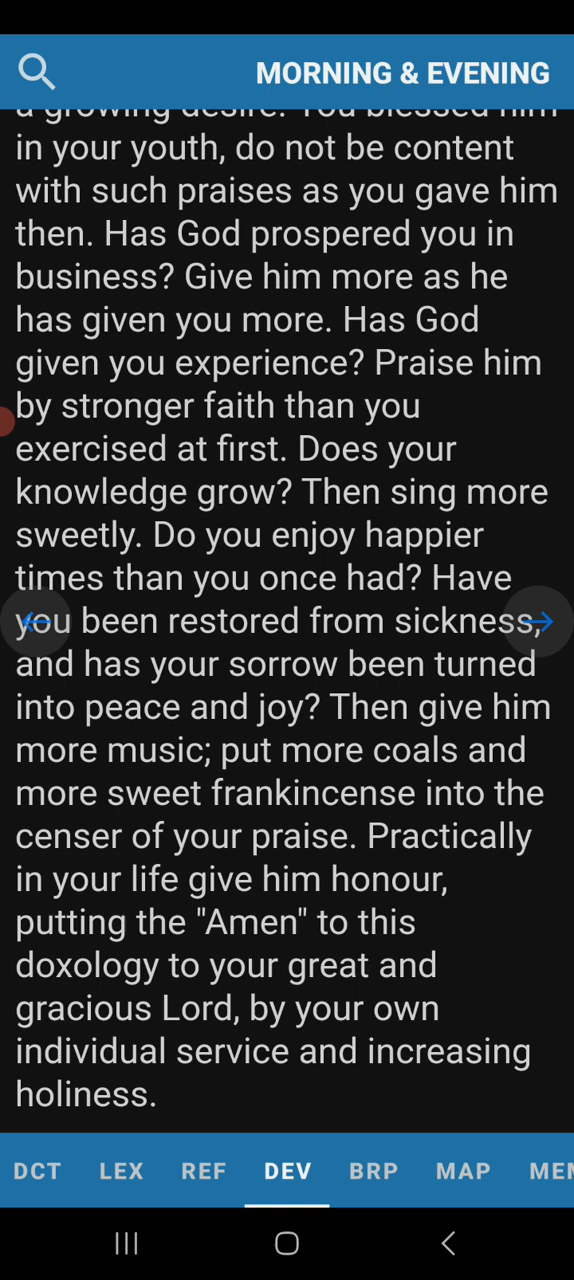 MORNING & EVENING
a growing desire. You blessed him
in your youth, do not be content
with such praises as you gave him
then. Has God prospered you in
business? Give him more as he
has given you more. Has God
given you experience? Praise him
by stronger faith than you
exercised at first. Does your
knowledge grow? Then sing more
sweetly. Do you enjoy happier
times than you once had? Have
you been restored from sickness,
and has your sorrow been turned
into peace and joy? Then give him
more music; put more coals and
more sweet frankincense into the
censer of your praise. Practically
in your life give him honour,
putting the "Amen" to this
doxology to your great and
gracious Lord, by your own
individual service and increasing
holiness.
DCT LEX REF DEV BRP MAP